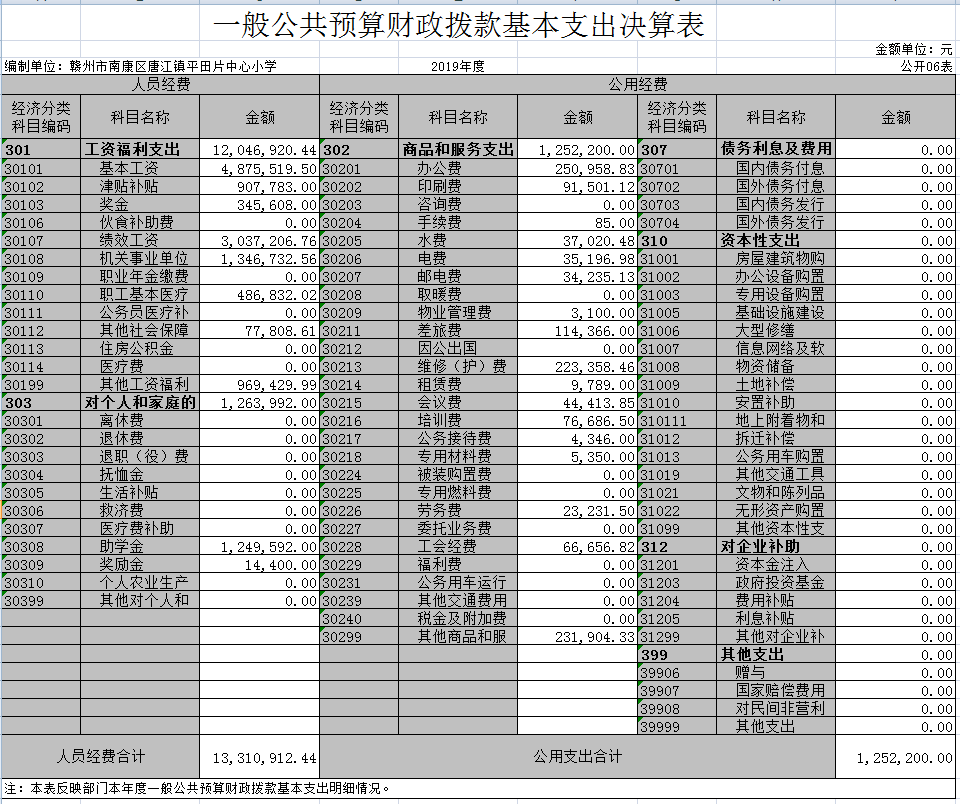 一般公共预算财政拨款基本支出决算表
金额单位：元
编制单位：赣州市南康区唐江镇平田片中心小学 2019年度 公开06表
人员经费 公用经费
经济分类科目编码 科目名称 金额 经济分类科目编码 科目名称 金额 经济分类科目编码 科目名称 金额
301 工资福利支出 12,046,920.44 302 商品和服务支出 1,252,200.00 307 债务利息及费用 0.00
30101 基本工资 4,875,519.50 30201 办公费 250,958.83 30701 国内债务付息 0.00
30102 津贴补贴 907,783.00 30202 印刷费 91,501.12 30702 国外债务付息 0.00
30103 奖金 345,608.00 30203 咨询费 0.00 30703 国内债务发行 0.00
30106 伙食补助费 0.00 30204 手续费 85.00 30704 国外债务发行 0.00
30107 绩效工资 3,037,206.76 30205 水费 37,020.48 310 资本性支出 0.00
30108 机关事业单位 1,346,732.56 30206 电费 35,196.98 31001 房屋建筑物购 0.00
30109 职业年金缴费 0.00 30207 邮电费 34,235.13 31002 办公设备购置 0.00
30110 职工基本医疗 486,832.02 30208 取暖费 0.00 31003 专用设备购置 0.00
30111 公务员医疗补 0.00 30209 物业管理费 3,100.00 31005 基础设施建设 0.00
30112 其他社会保障 77,808.61 30211 差旅费 114,366.00 31006 大型修缮 0.00
30113 住房公积金 0.00 30212 因公出国 0.00 31007 信息网络及软 0.00
30114 医疗费 0.00 30213 维修（护）费 223,358.46 31008 物资储备 0.00
30199 其他工资福利 969,429.99 30214 租赁费 9,789.00 31009 土地补偿 0.00
303 对个人和家庭的 1,263,992.00 30215 会议费 44,413.85 31010 安置补助 0.00
30301 离休费 0.00 30216 培训费 76,686.50 310111 地上附着物和 0.00
30302 退休费 0.00 30217 公务接待费 4,346.00 31012 拆迁补偿 0.00
30303 退职（役）费 0.00 30218 专用材料费 5,350.00 31013 公务用车购置 0.00
30304 抚恤金 0.00 30224 被装购置费 0.00 31019 其他交通工具 0.00
30305 生活补贴 0.00 30225 专用燃料费 0.00 31021 文物和陈列品 0.00
30306 救济费 0.00 30226 劳务费 23,231.50 31022 无形资产购置 0.00
30307 医疗费补助 0.00 30227 委托业务费 0.00 31099 其他资本性支 0.00
30308 助学金 1,249,592.00 30228 工会经费 66,656.82 312 对企业补助 0.00
30309 奖励金 14,400.00 30229 福利费 0.00 31201 资本金注入 0.00
30310 个人农业生产 0.00 30231 公务用车运行 0.00 31203 政府投资基金 0.00
30399 其他对个人和 0.00 30239 其他交通费用 0.00 31204 费用补贴 0.00
30240 税金及附加费 0.00 31205 利息补贴 0.00
30299 其他商品和服 231,904.33 31299 其他对企业补 0.00
399 其他支出 0.00
39906 赠与 0.00
39907 国家赔偿费用 0.00
39908 对民间非营利 0.00
39999 其他支出 0.00
人员经费合计 13,310,912.44 公用支出合计 1,252,200.00
注：本表反映部门本年度一般公共预算财政拨款基本支出明细情况。